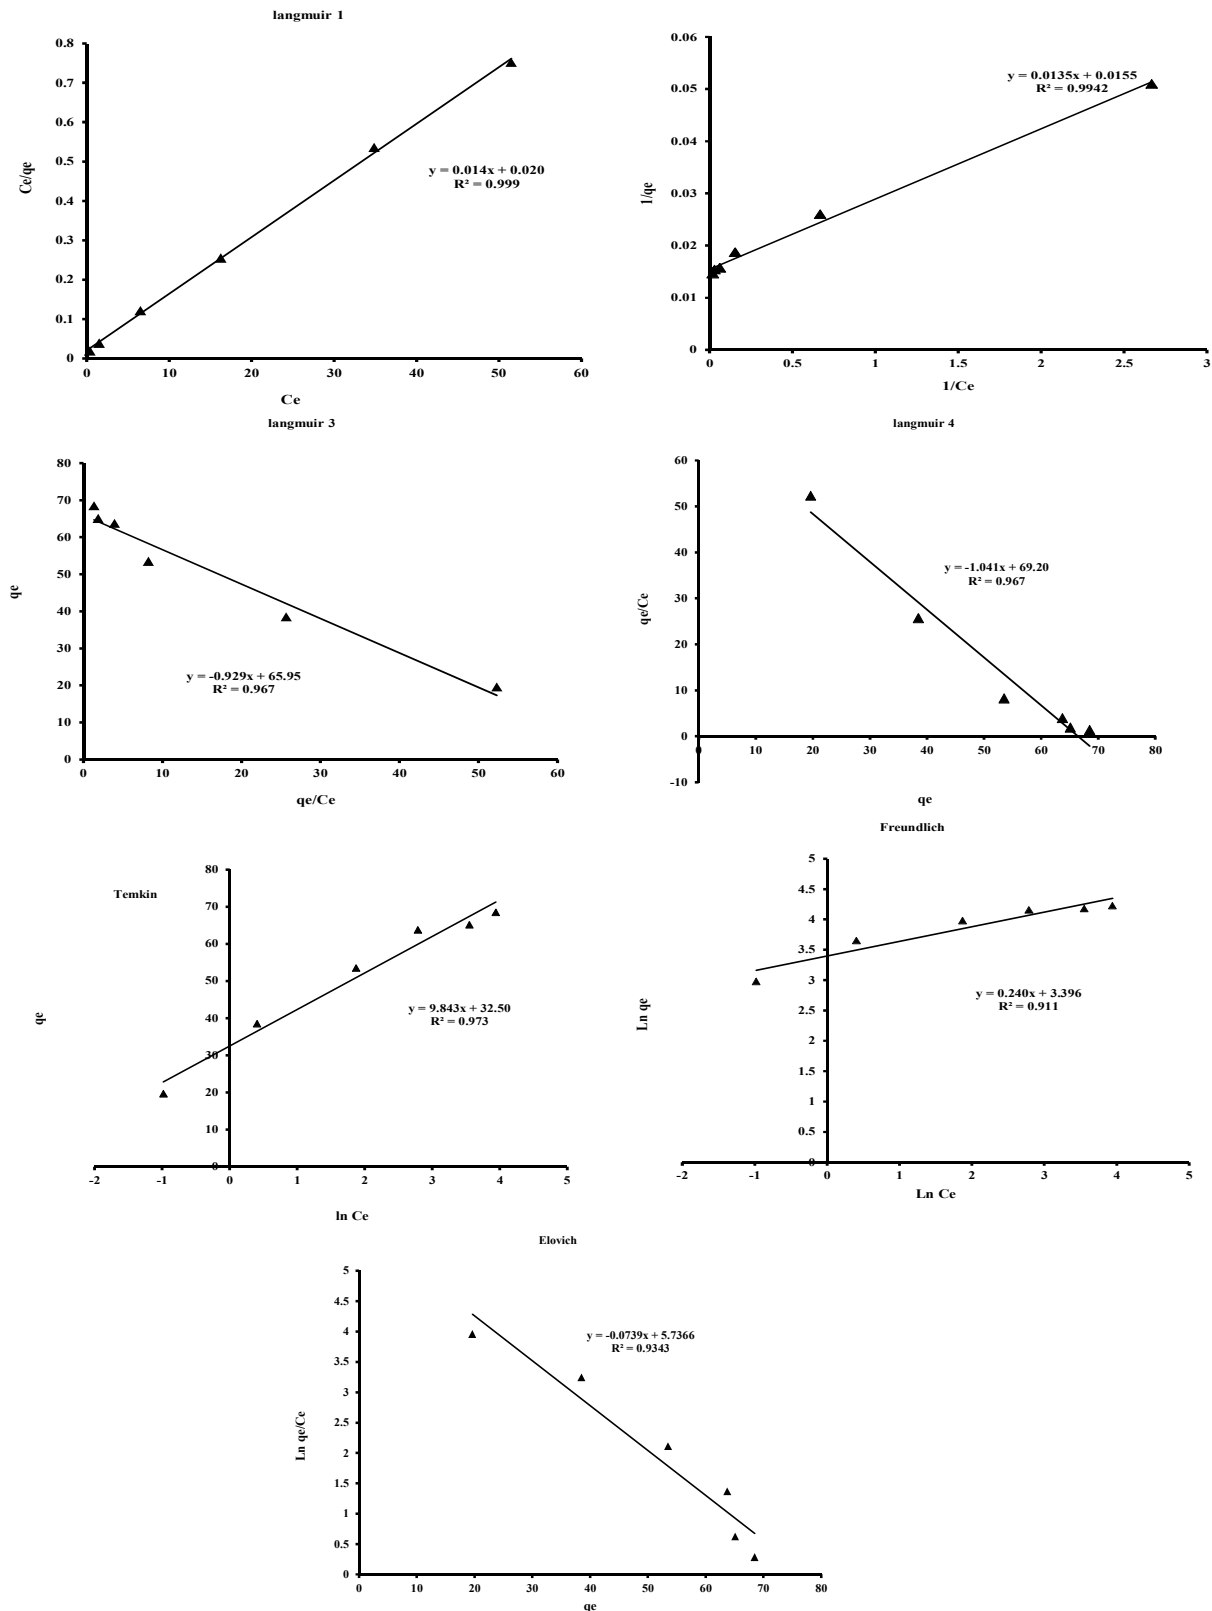 langmuir 1
0.8
0.7
0.6
0.5
0.4
0.3
0.2
0.1
0
Ce/qe
y = 0.014x + 0.020
R² = 0.999
0 10 20 30 40 50 60
Ce
0.06
0.05
0.04
0.03
0.02
0.01
0
1/qe
y = 0.0135x + 0.0155
R² = 0.9942
0 0.5 1 1.5 2 2.5 3
1/Ce
langmuir 3
80
70
60
50
40
30
20
10
0
qe
y = -0.929x + 65.95
R² = 0.967
0 10 20 30 40 50 60
qe/Ce
langmuir 4
60
50
40
30
20
10
0
-10
qe/Ce
y = -1.041x + 69.20
R² = 0.967
0 10 20 30 40 50 60 70 80
qe
Temkin
80
70
60
50
40
30
20
10
0
qe
y = 9.843x + 32.50
R² = 0.973
-2 -1 0 1 2 3 4 5
ln Ce
Freundlich
5
4.5
4
3.5
3
2.5
2
1.5
1
0.5
0
Ln qe
y = 0.240x + 3.396
R² = 0.911
-2 -1 0 1 2 3 4 5
Ln Ce
Elovich
5
4.5
4
3.5
3
2.5
2
1.5
1
0.5
0
Ln qe/Ce
y = -0.0739x + 5.7366
R² = 0.9343
0 10 20 30 40 50 60 70 80
qe